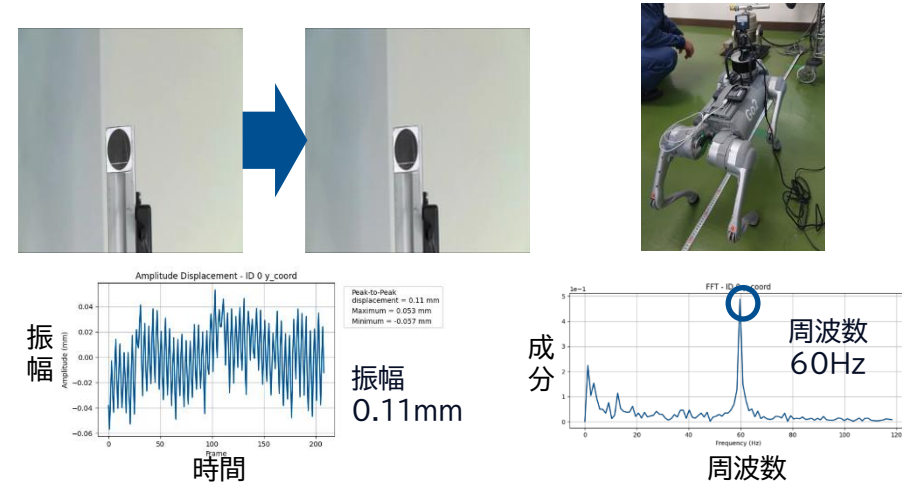 Go2
Amplitude Displacement - ID 0 y_coord
Peak-to-Peak
displacement = 0.11 mm
Maximum = 0.053 mm
Minimum = -0.057 mm
0.04
0.02
0.00
−0.02
−0.04
−0.06
Amplitude (mm)
0 50 100 150 200
Frame
振幅
時間
振幅
0.11mm
1e−1
5
4
3
2
1
0
成分
周波数
60Hz
0 20 40 60 80 100 120
Frequency (Hz)
周波数